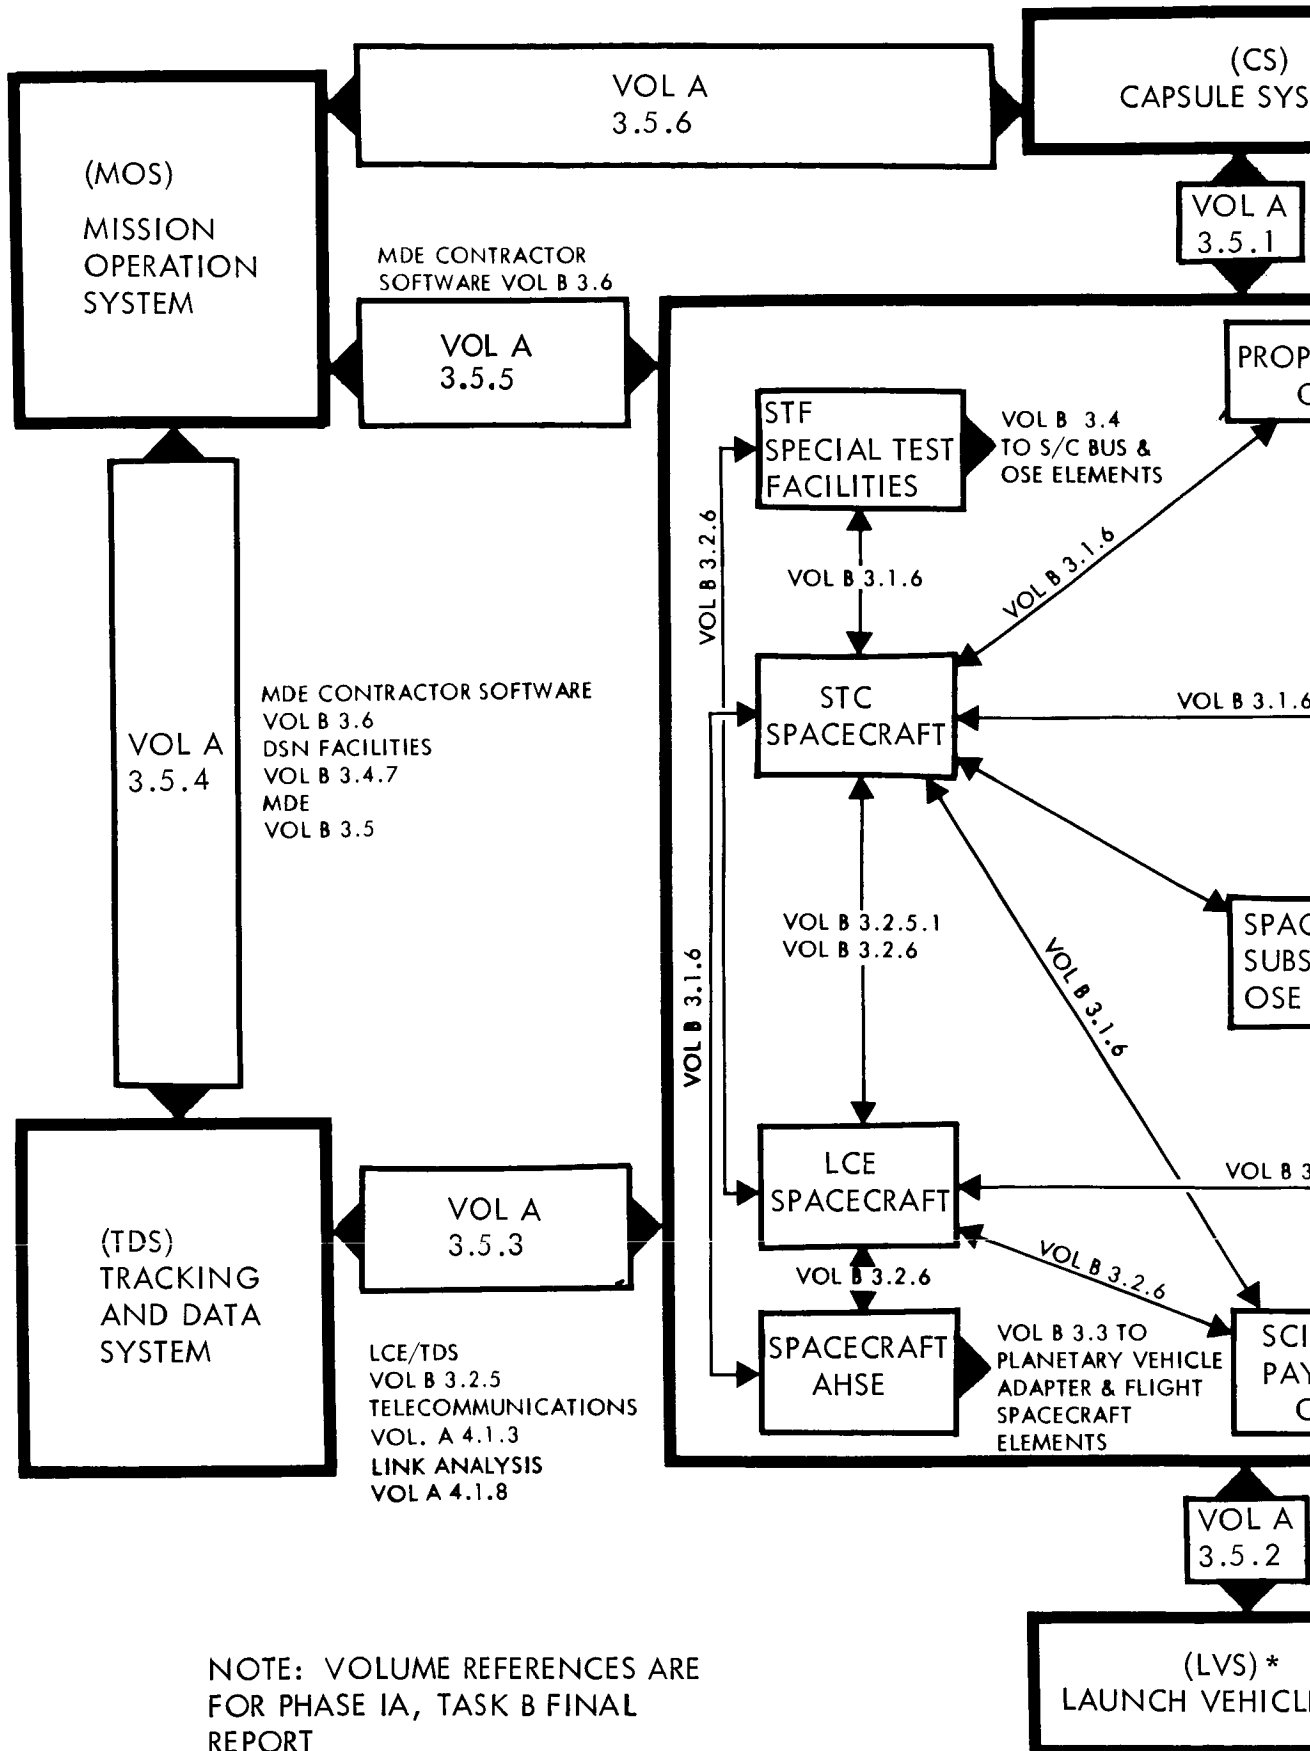 (CS)
CAPSULE SYS
VOL A
3.5.6
(MOS)
MISSION
OPERATION
SYSTEM
VOL A
3.5.1
MDE CONTRACTOR
SOFTWARE VOL B 3.6
VOL A
3.5.5
PROP
O
STF
SPECIAL TEST
FACILITIES
VOL B 3.4
TO S/C BUS &
OSE ELEMENTS
VOL B 3.2.6
VOL B 3.1.6
VOL B 3.1.6
STC
SPACECRAFT
VOL B 3.1.6
VOL A
3.5.4
MDE CONTRACTOR SOFTWARE
VOL B 3.6
DSN FACILITIES
VOL B 3.4.7
MDE
VOL B 3.5
VOL B 3.2.5.1
VOL B 3.2.6
VOL B 3.1.6
VOL B 3.1.6
SPAC
SUBS
OSE
LCE
SPACECRAFT
VOL B 3
VOL B 3.2.6
VOL B 3.2.6
SPACECRAFT
AHSE
VOL B 3.3 TO
PLANETARY VEHICLE
ADAPTER & FLIGHT
SPACECRAFT
ELEMENTS
SCI
PAY
O
(TDS)
TRACKING
AND DATA
SYSTEM
VOL A
3.5.3
LCE/TDS
VOL B 3.2.5
TELECOMMUNICATIONS
VOL. A 4.1.3
LINK ANALYSIS
VOL A 4.1.8
VOL A
3.5.2
(LVS) *
LAUNCH VEHICLE
NOTE: VOLUME REFERENCES ARE
FOR PHASE IA, TASK B FINAL
REPORT